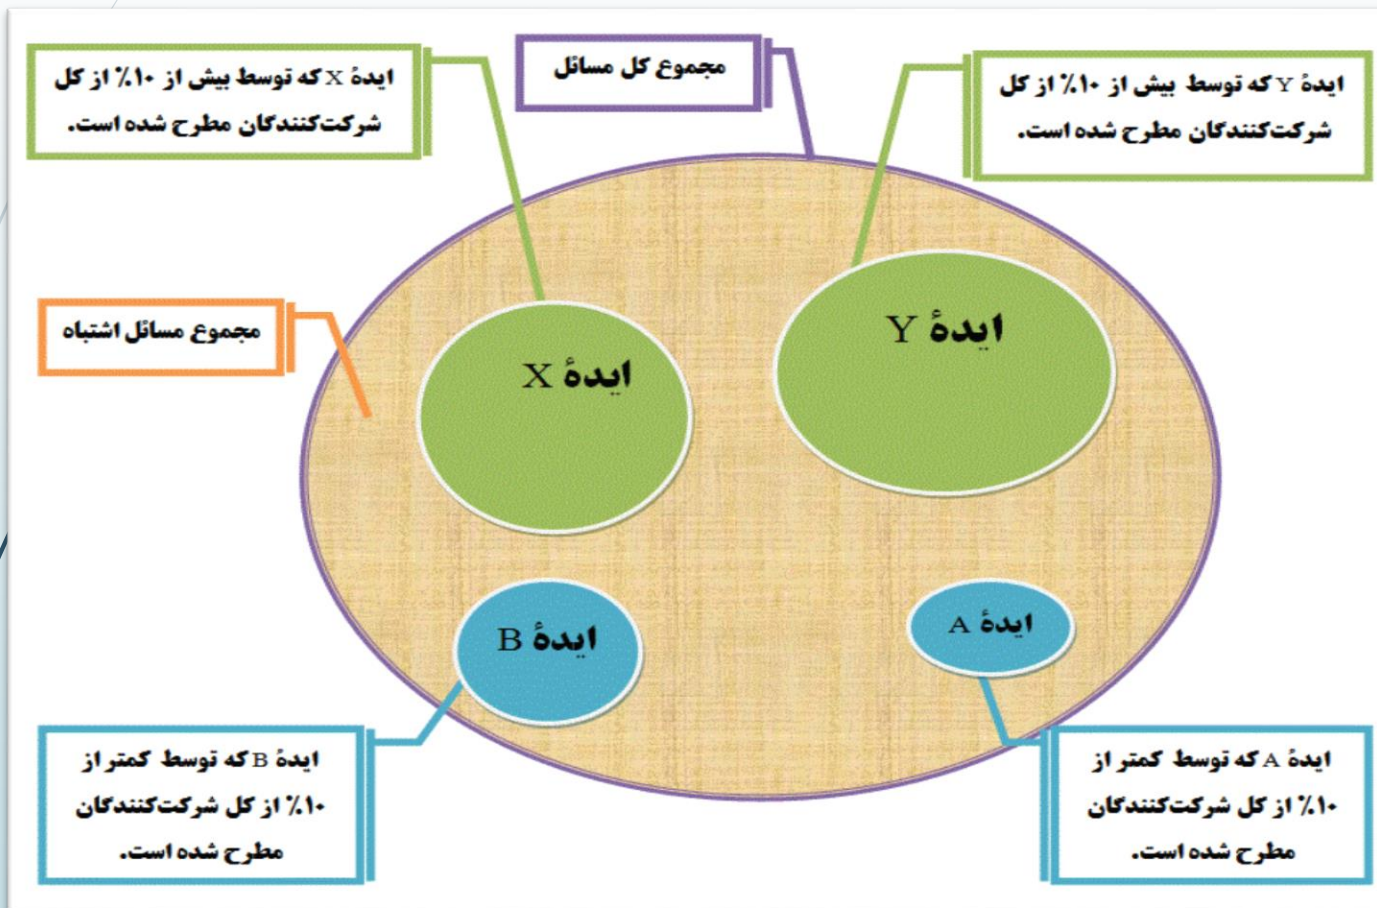 مجموع کل مسائل
ایدهٔ Y که توسط بیش از ۱۰٪ از کل
شرکت‌کنندگان مطرح شده است.
ایدهٔ X که توسط بیش از ۱۰٪ از کل
شرکت‌کنندگان مطرح شده است.
مجموع مسائل اشتباه
ایدهٔ Y
ایدهٔ X
ایدهٔ A
ایدهٔ B
ایدهٔ A که توسط کمتر از
۱۰٪ از کل شرکت‌کنندگان
مطرح شده است.
ایدهٔ B که توسط کمتر از
۱۰٪ از کل شرکت‌کنندگان
مطرح شده است.